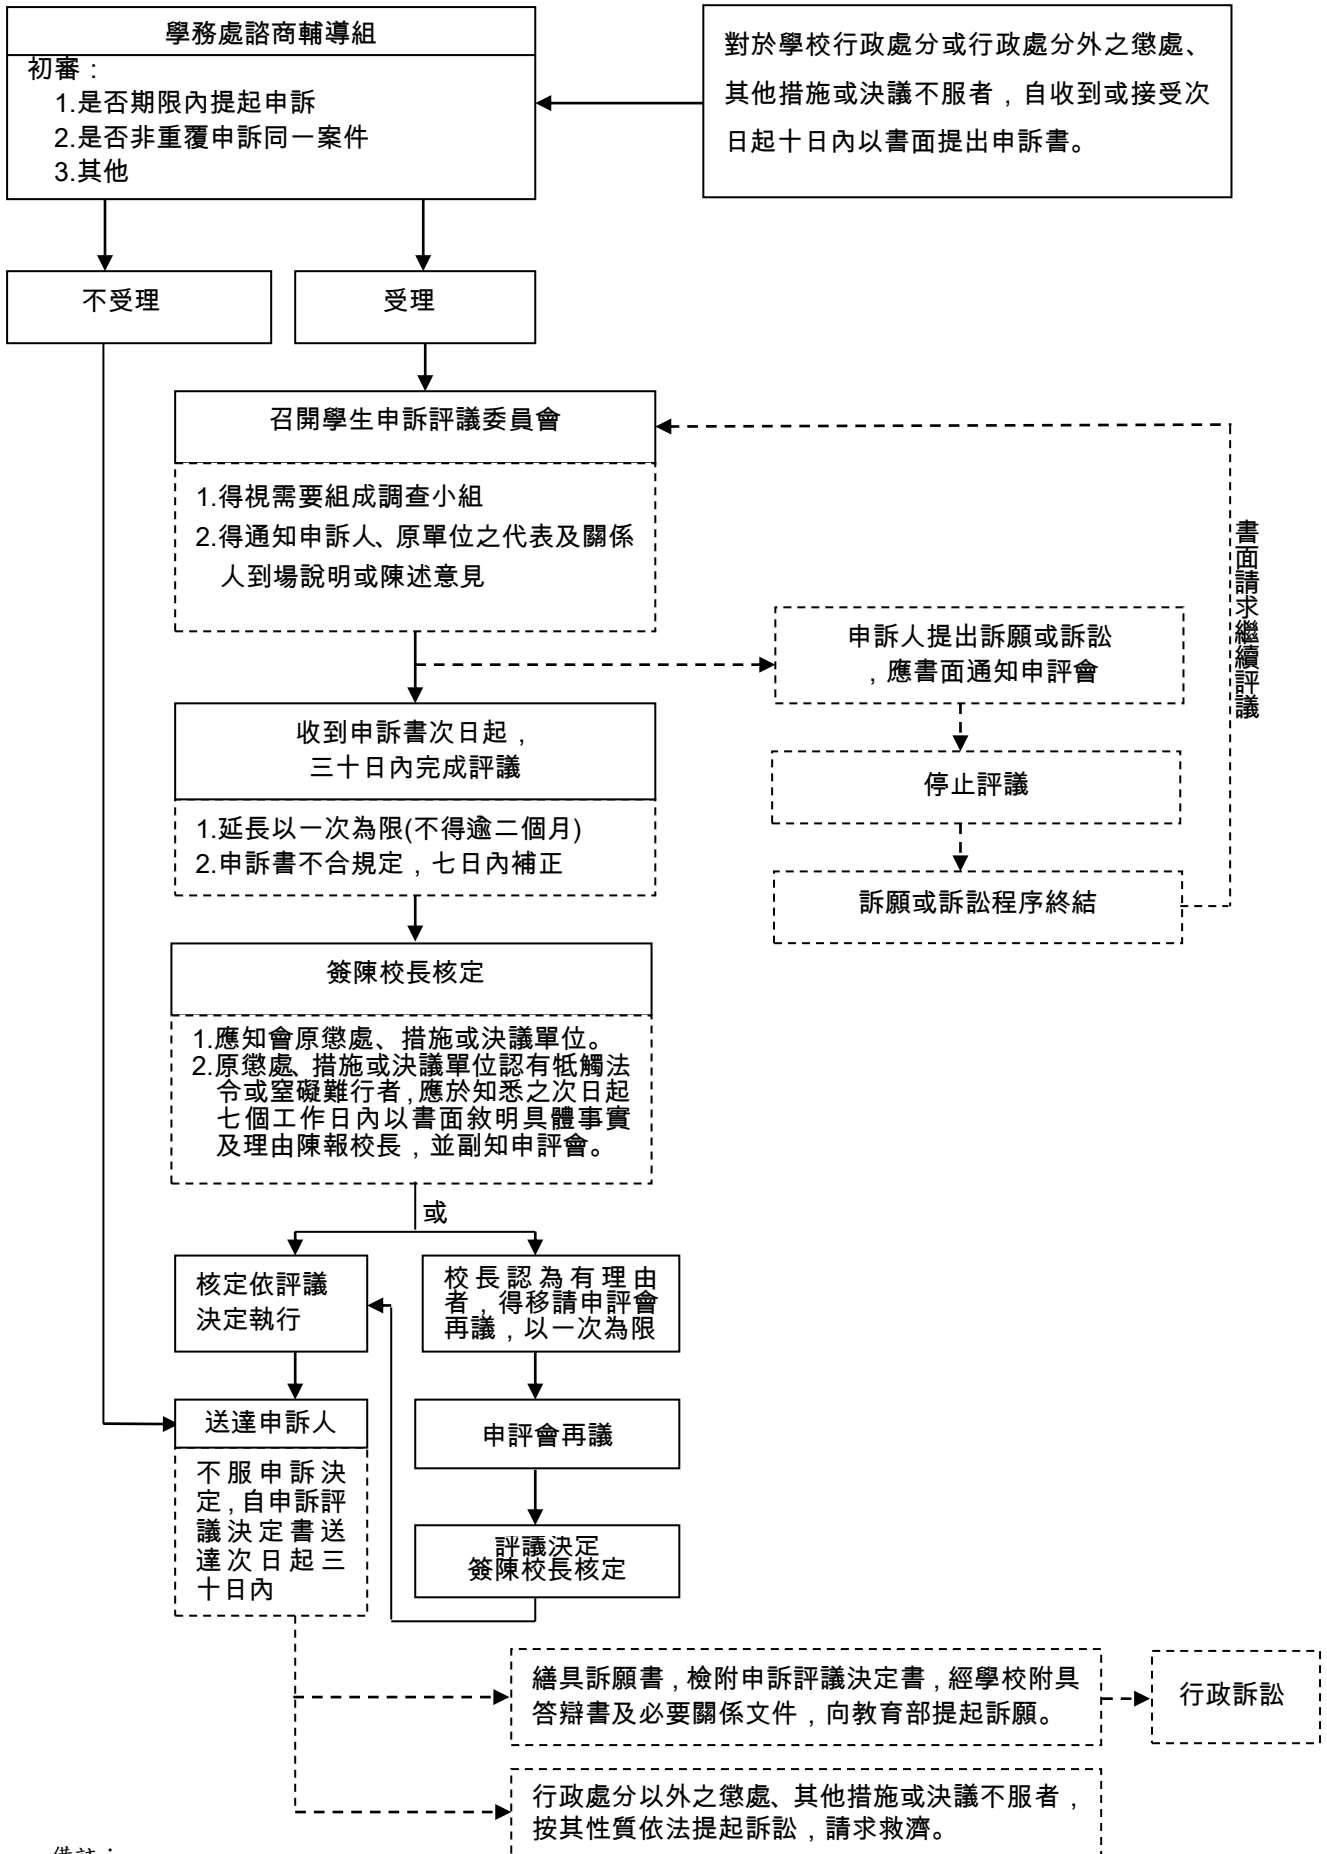 學務處諮商輔導組
初審：
1.是否期限內提起申訴
2.是否非重覆申訴同一案件
3.其他
對於學校行政處分或行政處分外之懲處、
其他措施或決議不服者，自收到或接受次
日起十日內以書面提出申訴書。
不受理
受理
召開學生申訴評議委員會
1.得視需要組成調查小組
2.得通知申訴人、原單位之代表及關係
人到場說明或陳述意見
書面請求繼續評議
申訴人提出訴願或訴訟
，應書面通知申評會
停止評議
訴願或訴訟程序終結
收到申訴書次日起，
三十日內完成評議
1.延長以一次為限(不得逾二個月)
2.申訴書不合規定，七日內補正
簽陳校長核定
1.應知會原懲處、措施或決議單位。
2.原懲處、措施或決議單位認有牴觸法
令或窒礙難行者，應於知悉之次日起
七個工作日內以書面敘明具體事實
及理由陳報校長，並副知申評會。
或
核定依評議
決定執行
校長認為有理由
者，得移請申評會
再議，以一次為限
送達申訴人
不服申訴決
定，自申訴評
議決定書送
達次日起三
十日內
申評會再議
評議決定
簽陳校長核定
繕具訴願書，檢附申訴評議決定書，經學校附具
答辯書及必要關係文件，向教育部提起訴願。
行政訴訟
行政處分以外之懲處、其他措施或決議不服者，
按其性質依法提起訴訟，請求救濟。
備註：